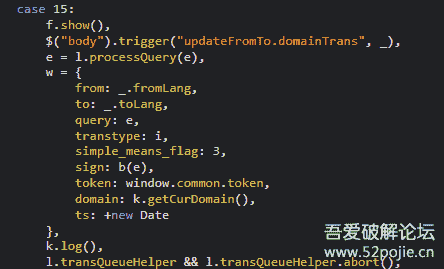 case 15:
f.show(),
$("body").trigger("updateFromTo.domainTrans", _),
e = l.processQuery(e),
w = {
from: _.fromLang,
to: _.toLang,
query: e,
transtype: i,
simple_means_flag: 3,
sign: b(e),
token: window.common.token,
domain: k.getCurDomain(),
ts: +new Date
},
k.log(),
l.transQueueHelper && l.transQueueHelper.abort(),
吾爱破解论坛
www.52pojie.cn